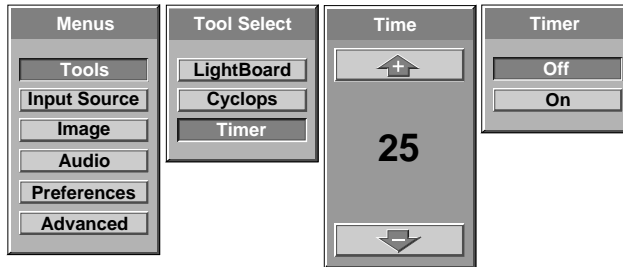 Menus
Tools
Input Source
Image
Audio
Preferences
Advanced
Tool Select
LightBoard
Cyclops
Timer
Time
+
25
−
Timer
Off
On